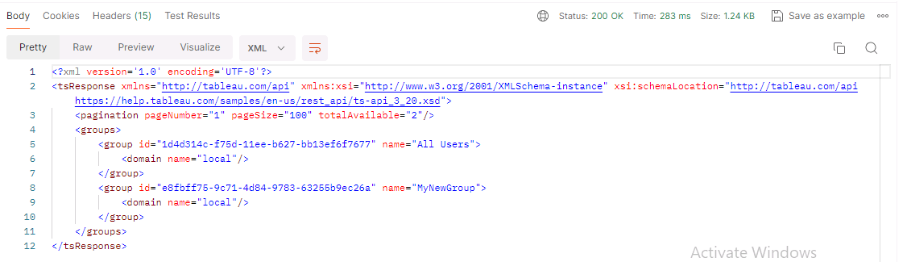 Body Cookies Headers (15) Test Results Status: 200 OK Time: 283 ms Size: 1.24 KB Save as example
Pretty Raw Preview Visualize XML
1 <?xml version='1.0' encoding='UTF-8'?>
2 <tsResponse xmlns="http://tableau.com/api" xmlns:xsi="http://www.w3.org/2001/XMLSchema-instance" xsi:schemaLocation="http://tableau.com/api
https://help.tableau.com/samples/en-us/rest_api/ts-api_3_20.xsd">
3 <pagination pageNumber="1" pageSize="100" totalAvailable="2"/>
4 <groups>
5 <group id="1d4d314c-f75d-11ee-b627-bb13ef6f7677" name="All Users">
6 <domain name="local"/>
7 </group>
8 <group id="e8fbff75-9c71-4d84-9783-63255b9ec26a" name="MyNewGroup">
9 <domain name="local"/>
10 </group>
11 </groups>
12 </tsResponse>
Activate Windows